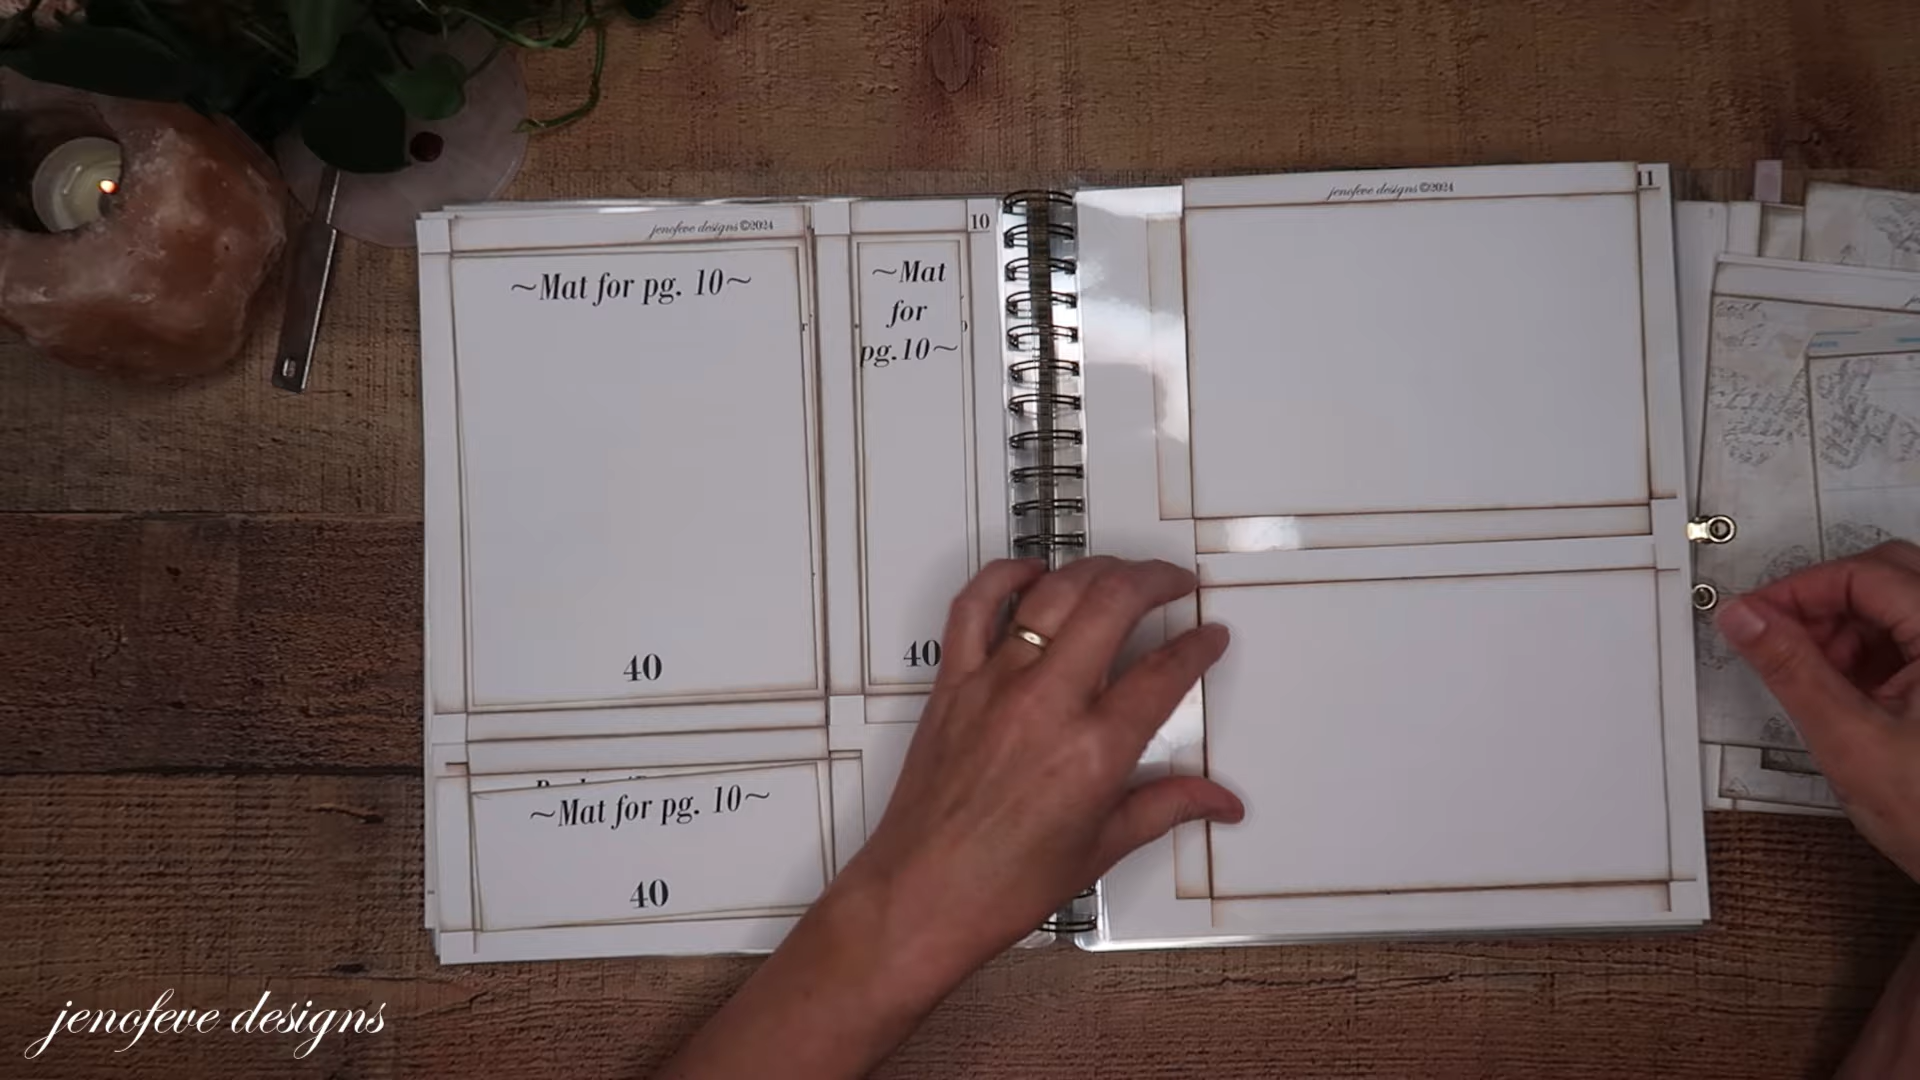 jenofeve designs ©2024
10
~Mat for pg. 10~
40
~Mat
for
pg.10~
40
~Mat for pg. 10~
40
jenofeve designs ©2024
11
jenofeve designs